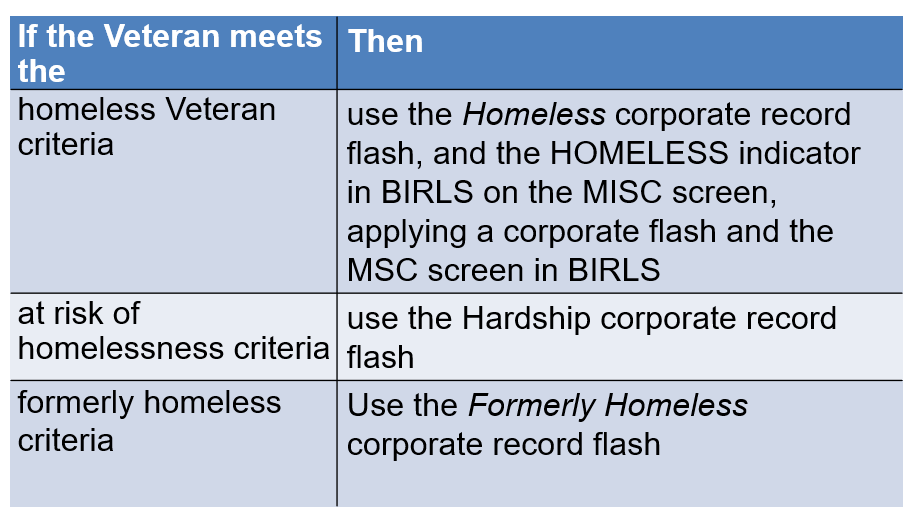 If the Veteran meets
the
Then
homeless Veteran
criteria
use the Homeless corporate record
flash, and the HOMELESS indicator
in BIRLS on the MISC screen,
applying a corporate flash and the
MSC screen in BIRLS
at risk of
homelessness criteria
use the Hardship corporate record
flash
formerly homeless
criteria
Use the Formerly Homeless
corporate record flash